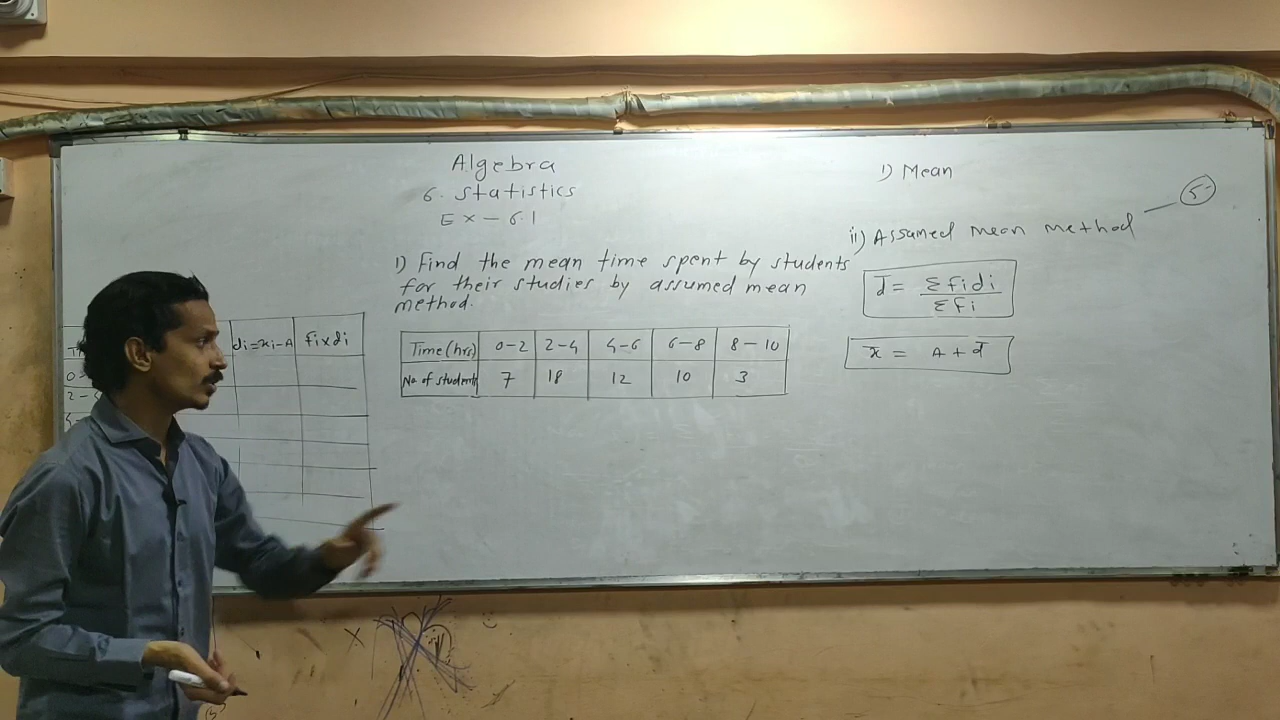 Algebra
6. Statistics
Ex - 6.1
1) Find the mean time spent by students
for their studies by assumed mean
method.
Time (hrs) 0-2 2-4 4-6 6-8 8-10
No. of students 7 18 12 10 3
1) Mean
ii) Assumed mean method
d̄ = Σfidi
Σfi
x̄ = A + d̄
di=xi-A fixdi
2-